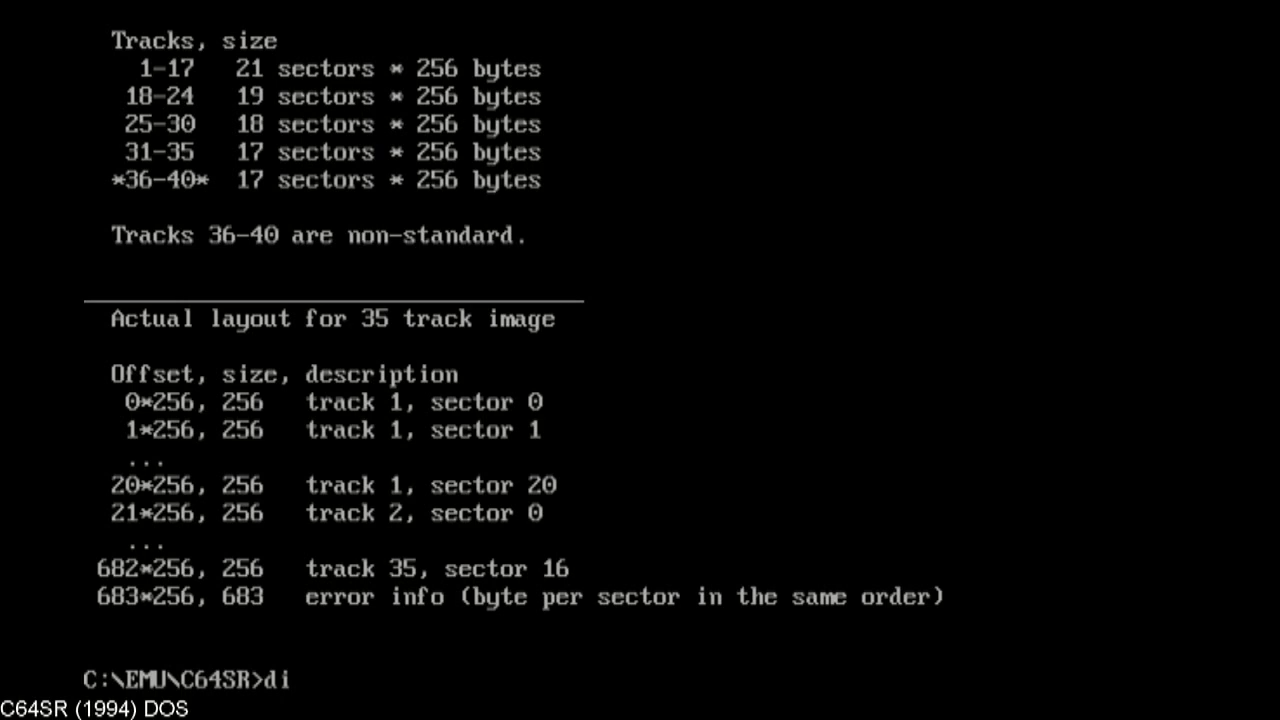 Tracks, size
1-17 21 sectors * 256 bytes
18-24 19 sectors * 256 bytes
25-30 18 sectors * 256 bytes
31-35 17 sectors * 256 bytes
*36-40* 17 sectors * 256 bytes
Tracks 36-40 are non-standard.
Actual layout for 35 track image
Offset, size, description
0*256, 256 track 1, sector 0
1*256, 256 track 1, sector 1
...
20*256, 256 track 1, sector 20
21*256, 256 track 2, sector 0
...
682*256, 256 track 35, sector 16
683*256, 683 error info (byte per sector in the same order)
C:\EMU\C64SR>di
C64SR (1994) DOS